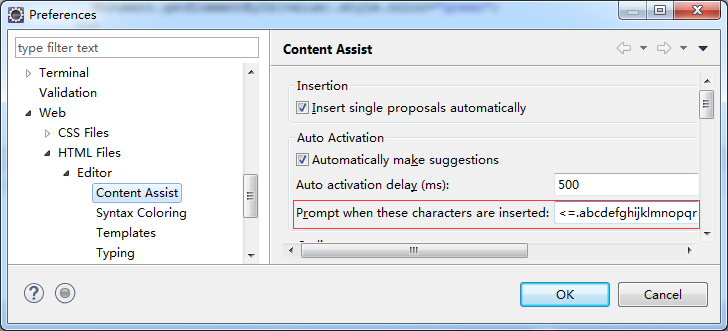 Preferences
type filter text
Terminal
Validation
Web
CSS Files
HTML Files
Editor
Content Assist
Syntax Coloring
Templates
Typing
Content Assist
Insertion
Insert single proposals automatically
Auto Activation
Automatically make suggestions
Auto activation delay (ms): 500
Prompt when these characters are inserted: <=.abcdefghijklmnopqr
OK
Cancel